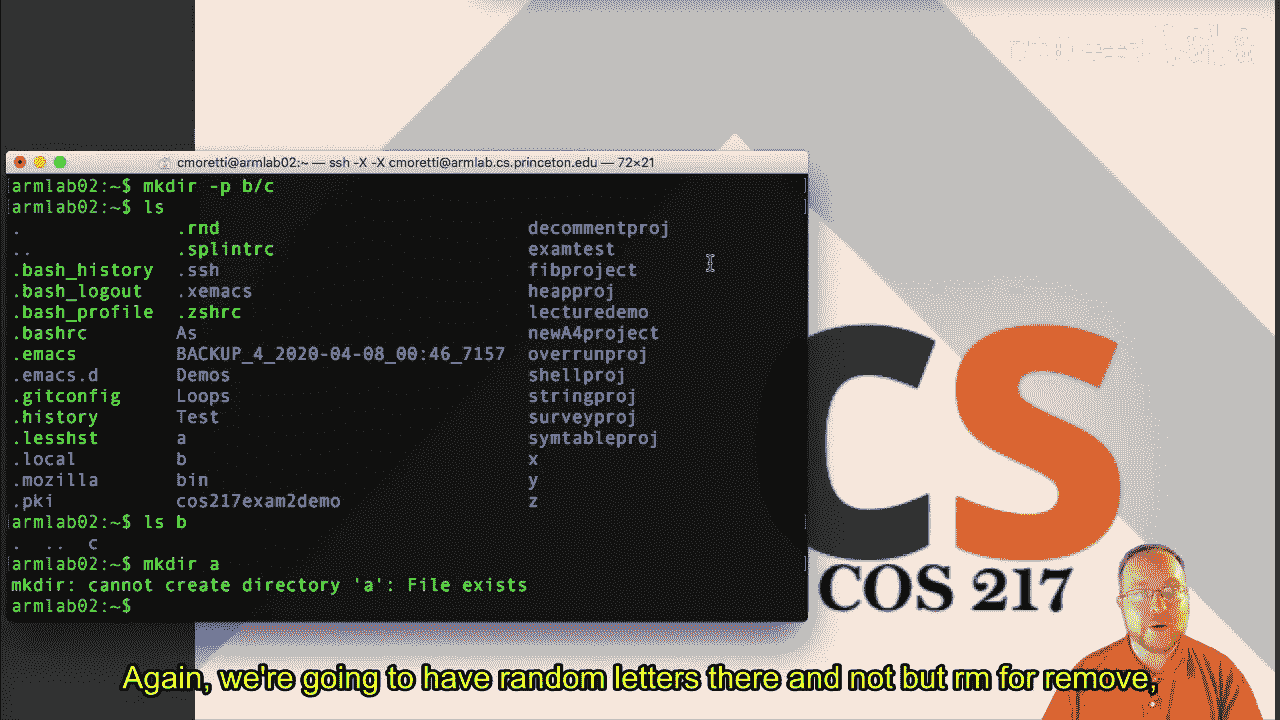 cmoretti@armlab02:~ — ssh -X -X cmoretti@armlab.cs.princeton.edu — 72×21
armlab02:~$ mkdir -p b/c
armlab02:~$ ls
. .rnd decommentproj
.. .splintrc examtest
.bash_history .ssh fibproject
.bash_logout .xemacs heapproj
.bash_profile .zshrc lecturedemo
.bashrc As newA4project
.emacs BACKUP_4_2020-04-08_00:46_7157 overrunproj
.emacs.d Demos shellproj
.gitconfig Loops stringproj
.history Test surveyproj
.lesshst a symtableproj
.local b x
.mozilla bin y
.pki cos217exam2demo z
armlab02:~$ ls b
. .. c
armlab02:~$ mkdir a
mkdir: cannot create directory 'a': File exists
armlab02:~$
CS
COS 217
Again, we're going to have random letters there and not but rm for remove,